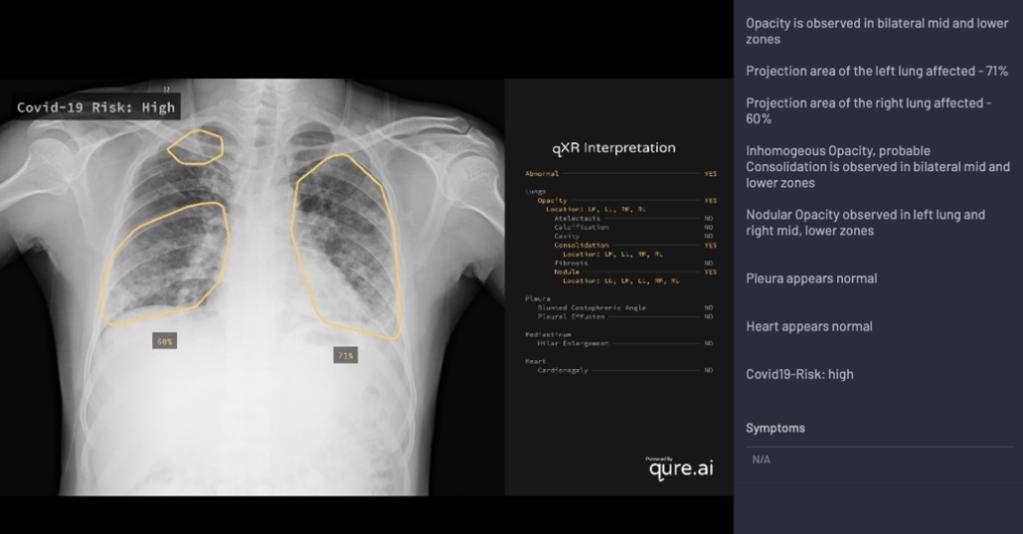 R
Covid-19 Risk: High
60%
71%
qXR Interpretation
Abnormal YES
Lungs
Opacity YES
Location: LM, LL, RM, RL
Atelectasis NO
Calcification NO
Cavity NO
Consolidation YES
Location: LM, LL, RM, RL
Fibrosis NO
Nodule YES
Location: LU, LM, LL, RM, RL
Pleura
Blunted Costophrenic Angle NO
Pleural Effusion NO
Mediastinum
Hilar Enlargement NO
Heart
Cardiomegaly NO
Powered By
qure.ai
Opacity is observed in bilateral mid and lower
zones
Projection area of the left lung affected - 71%
Projection area of the right lung affected -
60%
Inhomogeous Opacity, probable
Consolidation is observed in bilateral mid and
lower zones
Nodular Opacity observed in left lung and
right mid, lower zones
Pleura appears normal
Heart appears normal
Covid19-Risk: high
Symptoms
N/A